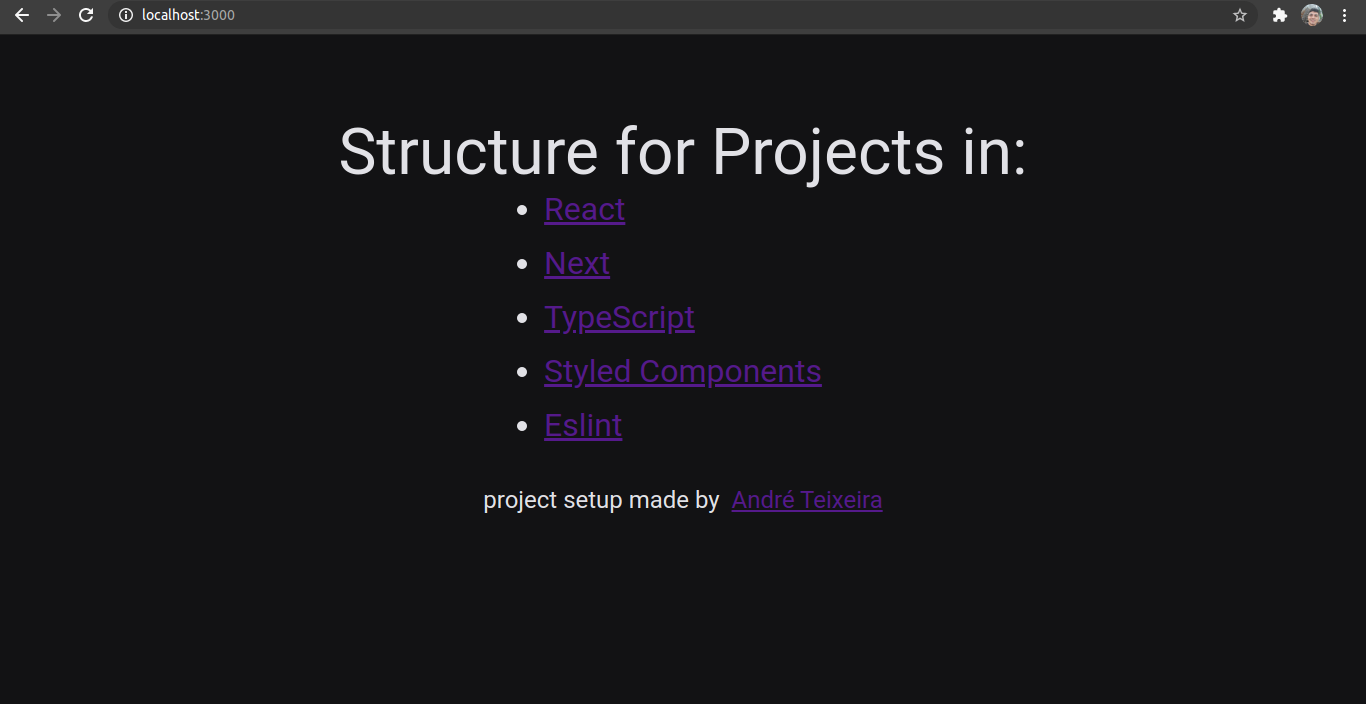 localhost:3000
Structure for Projects in:
React
Next
TypeScript
Styled Components
Eslint
project setup made by André Teixeira